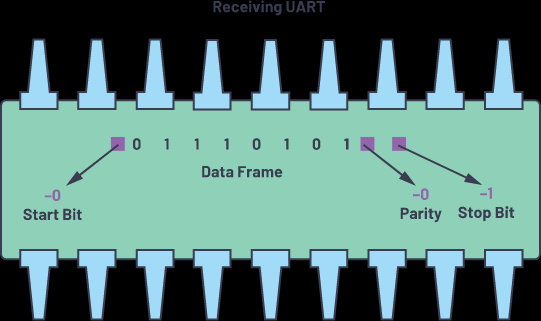 Receiving UART
0 1 1 1 0 1 0 1
Data Frame
–0
Start Bit
–0
Parity
–1
Stop Bit